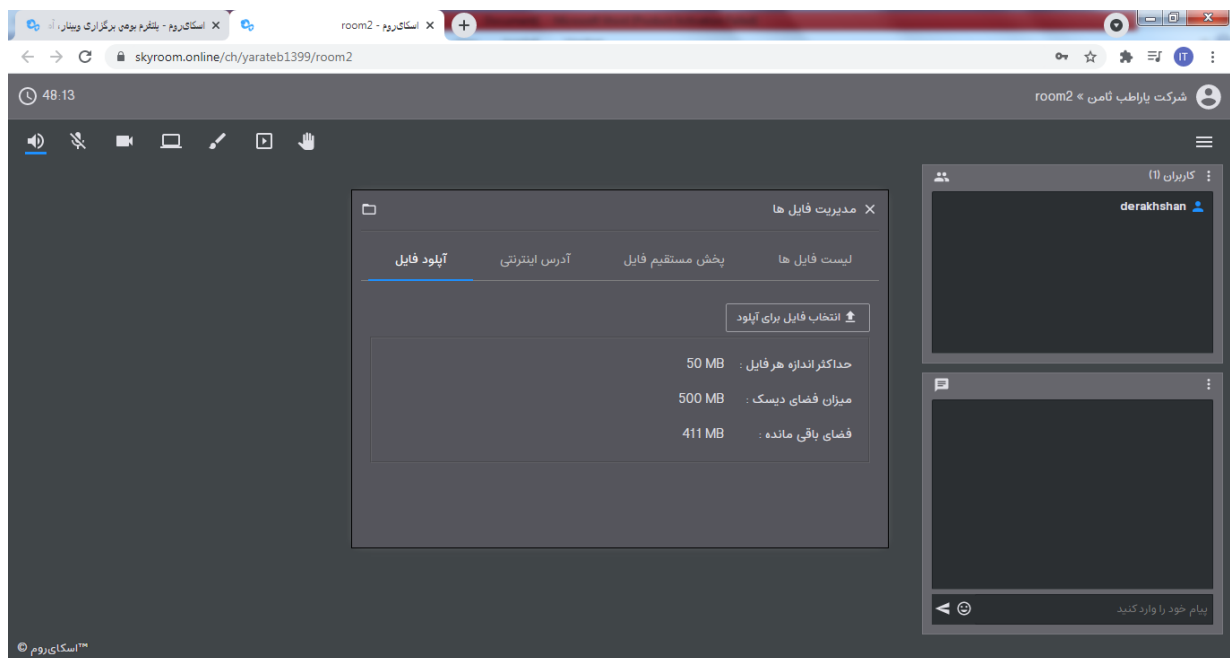 اسکای‌روم - پلتفرم بومی برگزاری وبینار، آ
اسکای‌روم - room2
skyroom.online/ch/yarateb1399/room2
IT
48:13
شرکت یاراطب ثامن » room2
کاربران (1)
derakhshan
مدیریت فایل ها
لیست فایل ها
پخش مستقیم فایل
آدرس اینترنتی
آپلود فایل
انتخاب فایل برای آپلود
حداکثر اندازه هر فایل : 50 MB
میزان فضای دیسک : 500 MB
فضای باقی مانده : 411 MB
پیام خود را وارد کنید
اسکای‌روم™ ©